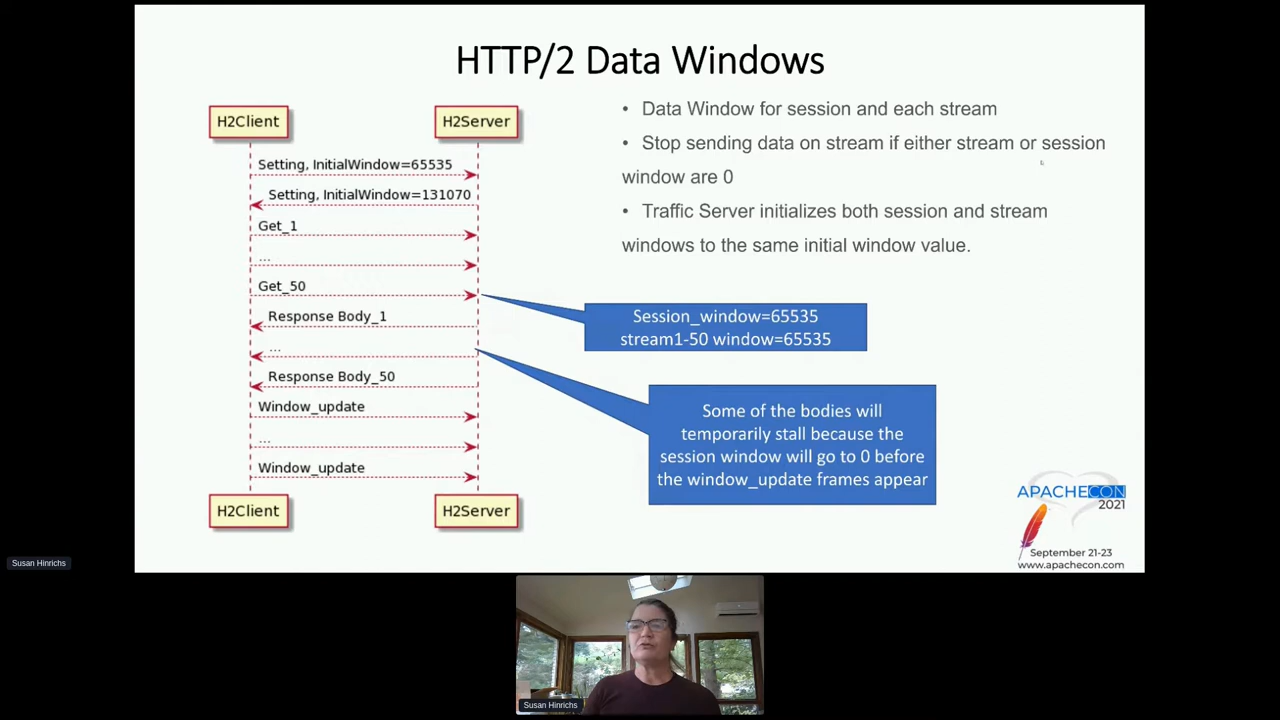 HTTP/2 Data Windows
H2Client
H2Server
Setting, InitialWindow=65535
Setting, InitialWindow=131070
Get_1
...
Get_50
Response Body_1
...
Response Body_50
Window_update
...
Window_update
H2Client
H2Server
• Data Window for session and each stream
• Stop sending data on stream if either stream or session
window are 0
• Traffic Server initializes both session and stream
windows to the same initial window value.
Session_window=65535
stream1-50 window=65535
Some of the bodies will
temporarily stall because the
session window will go to 0 before
the window_update frames appear
APACHECON
2021
September 21-23
www.apachecon.com
Susan Hinrichs
Susan Hinrichs